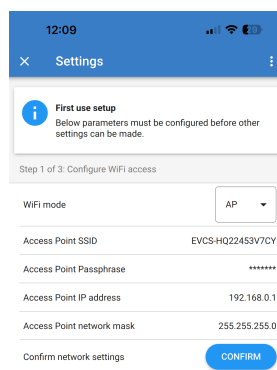 12:09
Settings
First use setup
Below parameters must be configured before other
settings can be made.
Step 1 of 3: Configure WiFi access
WiFi mode AP
Access Point SSID EVCS-HQ22453V7CY
Access Point Passphrase *******
Access Point IP address 192.168.0.1
Access Point network mask 255.255.255.0
Confirm network settings CONFIRM